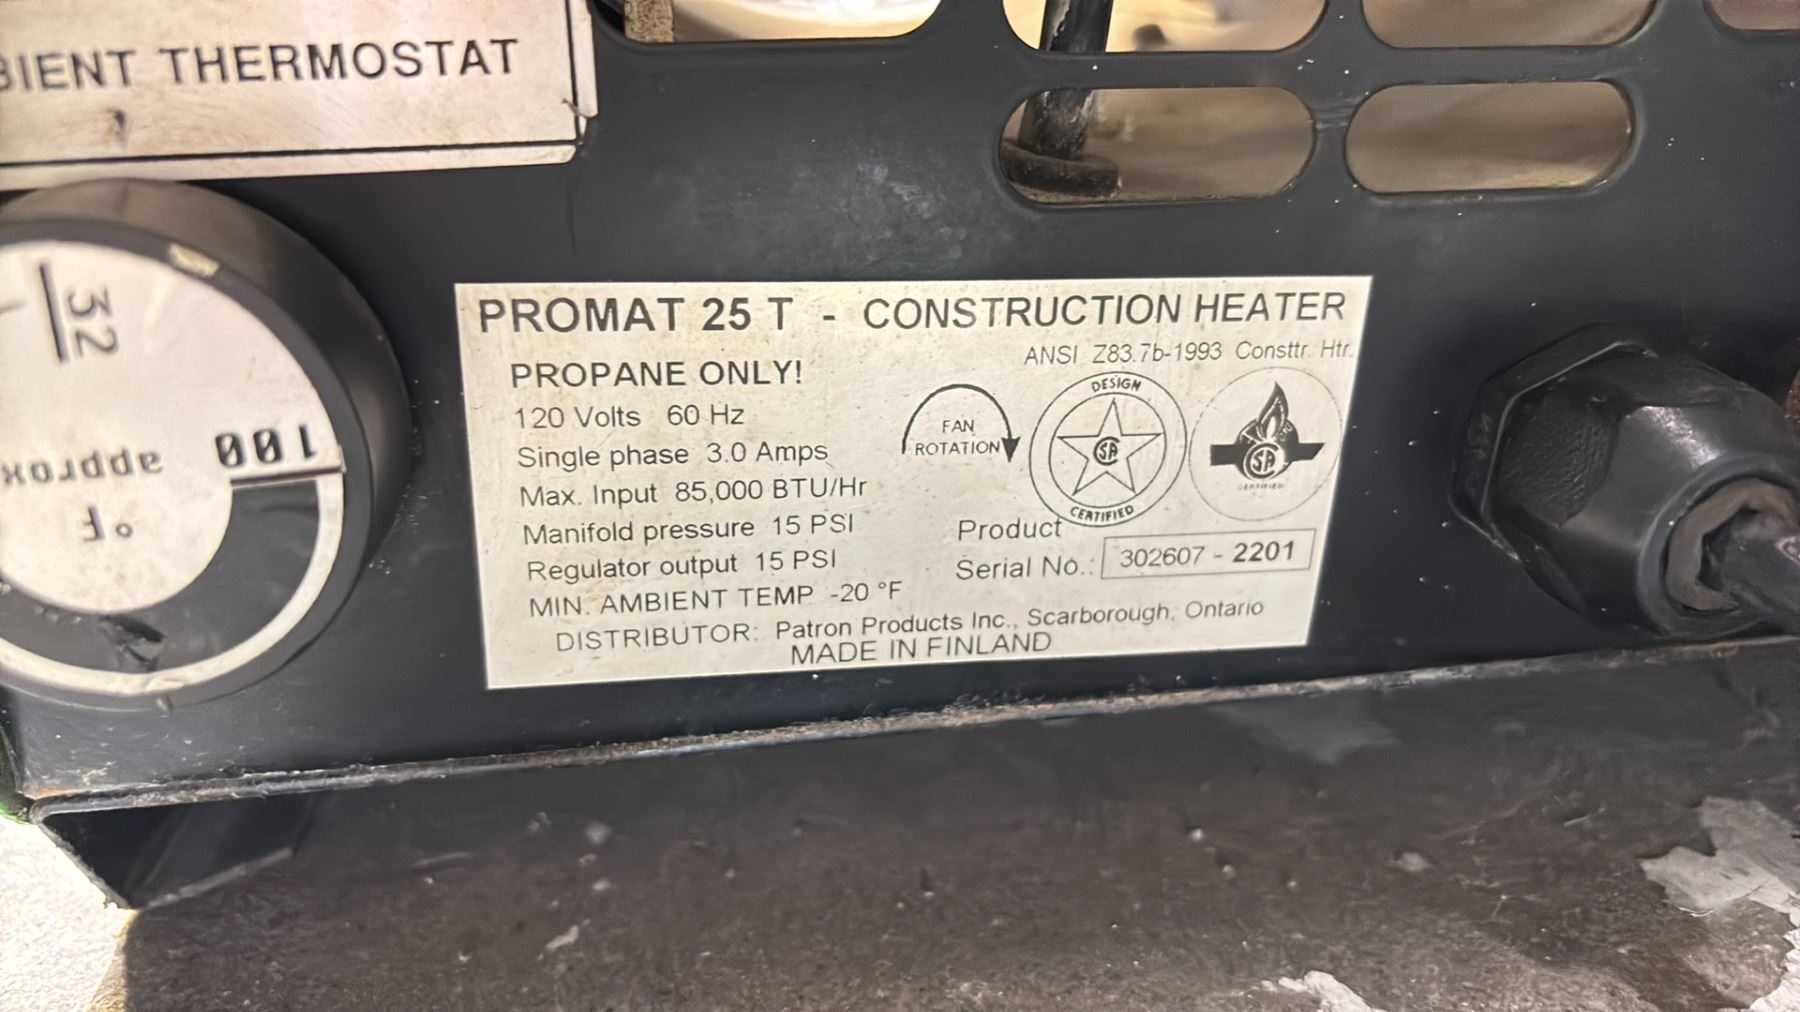 THERMOSTAT
32
100
approx
°F
PROMAT 25 T - CONSTRUCTION HEATER
ANSI Z83.7b-1993 Consttr. Htr.
PROPANE ONLY!
120 Volts 60 Hz
Single phase 3.0 Amps
Max. Input 85,000 BTU/Hr
Manifold pressure 15 PSI
Regulator output 15 PSI
MIN. AMBIENT TEMP -20 °F
FAN
ROTATION
DESIGN
SA
CERTIFIED
SA
CERTIFIED
Product
Serial No.: 302607 - 2201
DISTRIBUTOR: Patron Products Inc., Scarborough, Ontario
MADE IN FINLAND